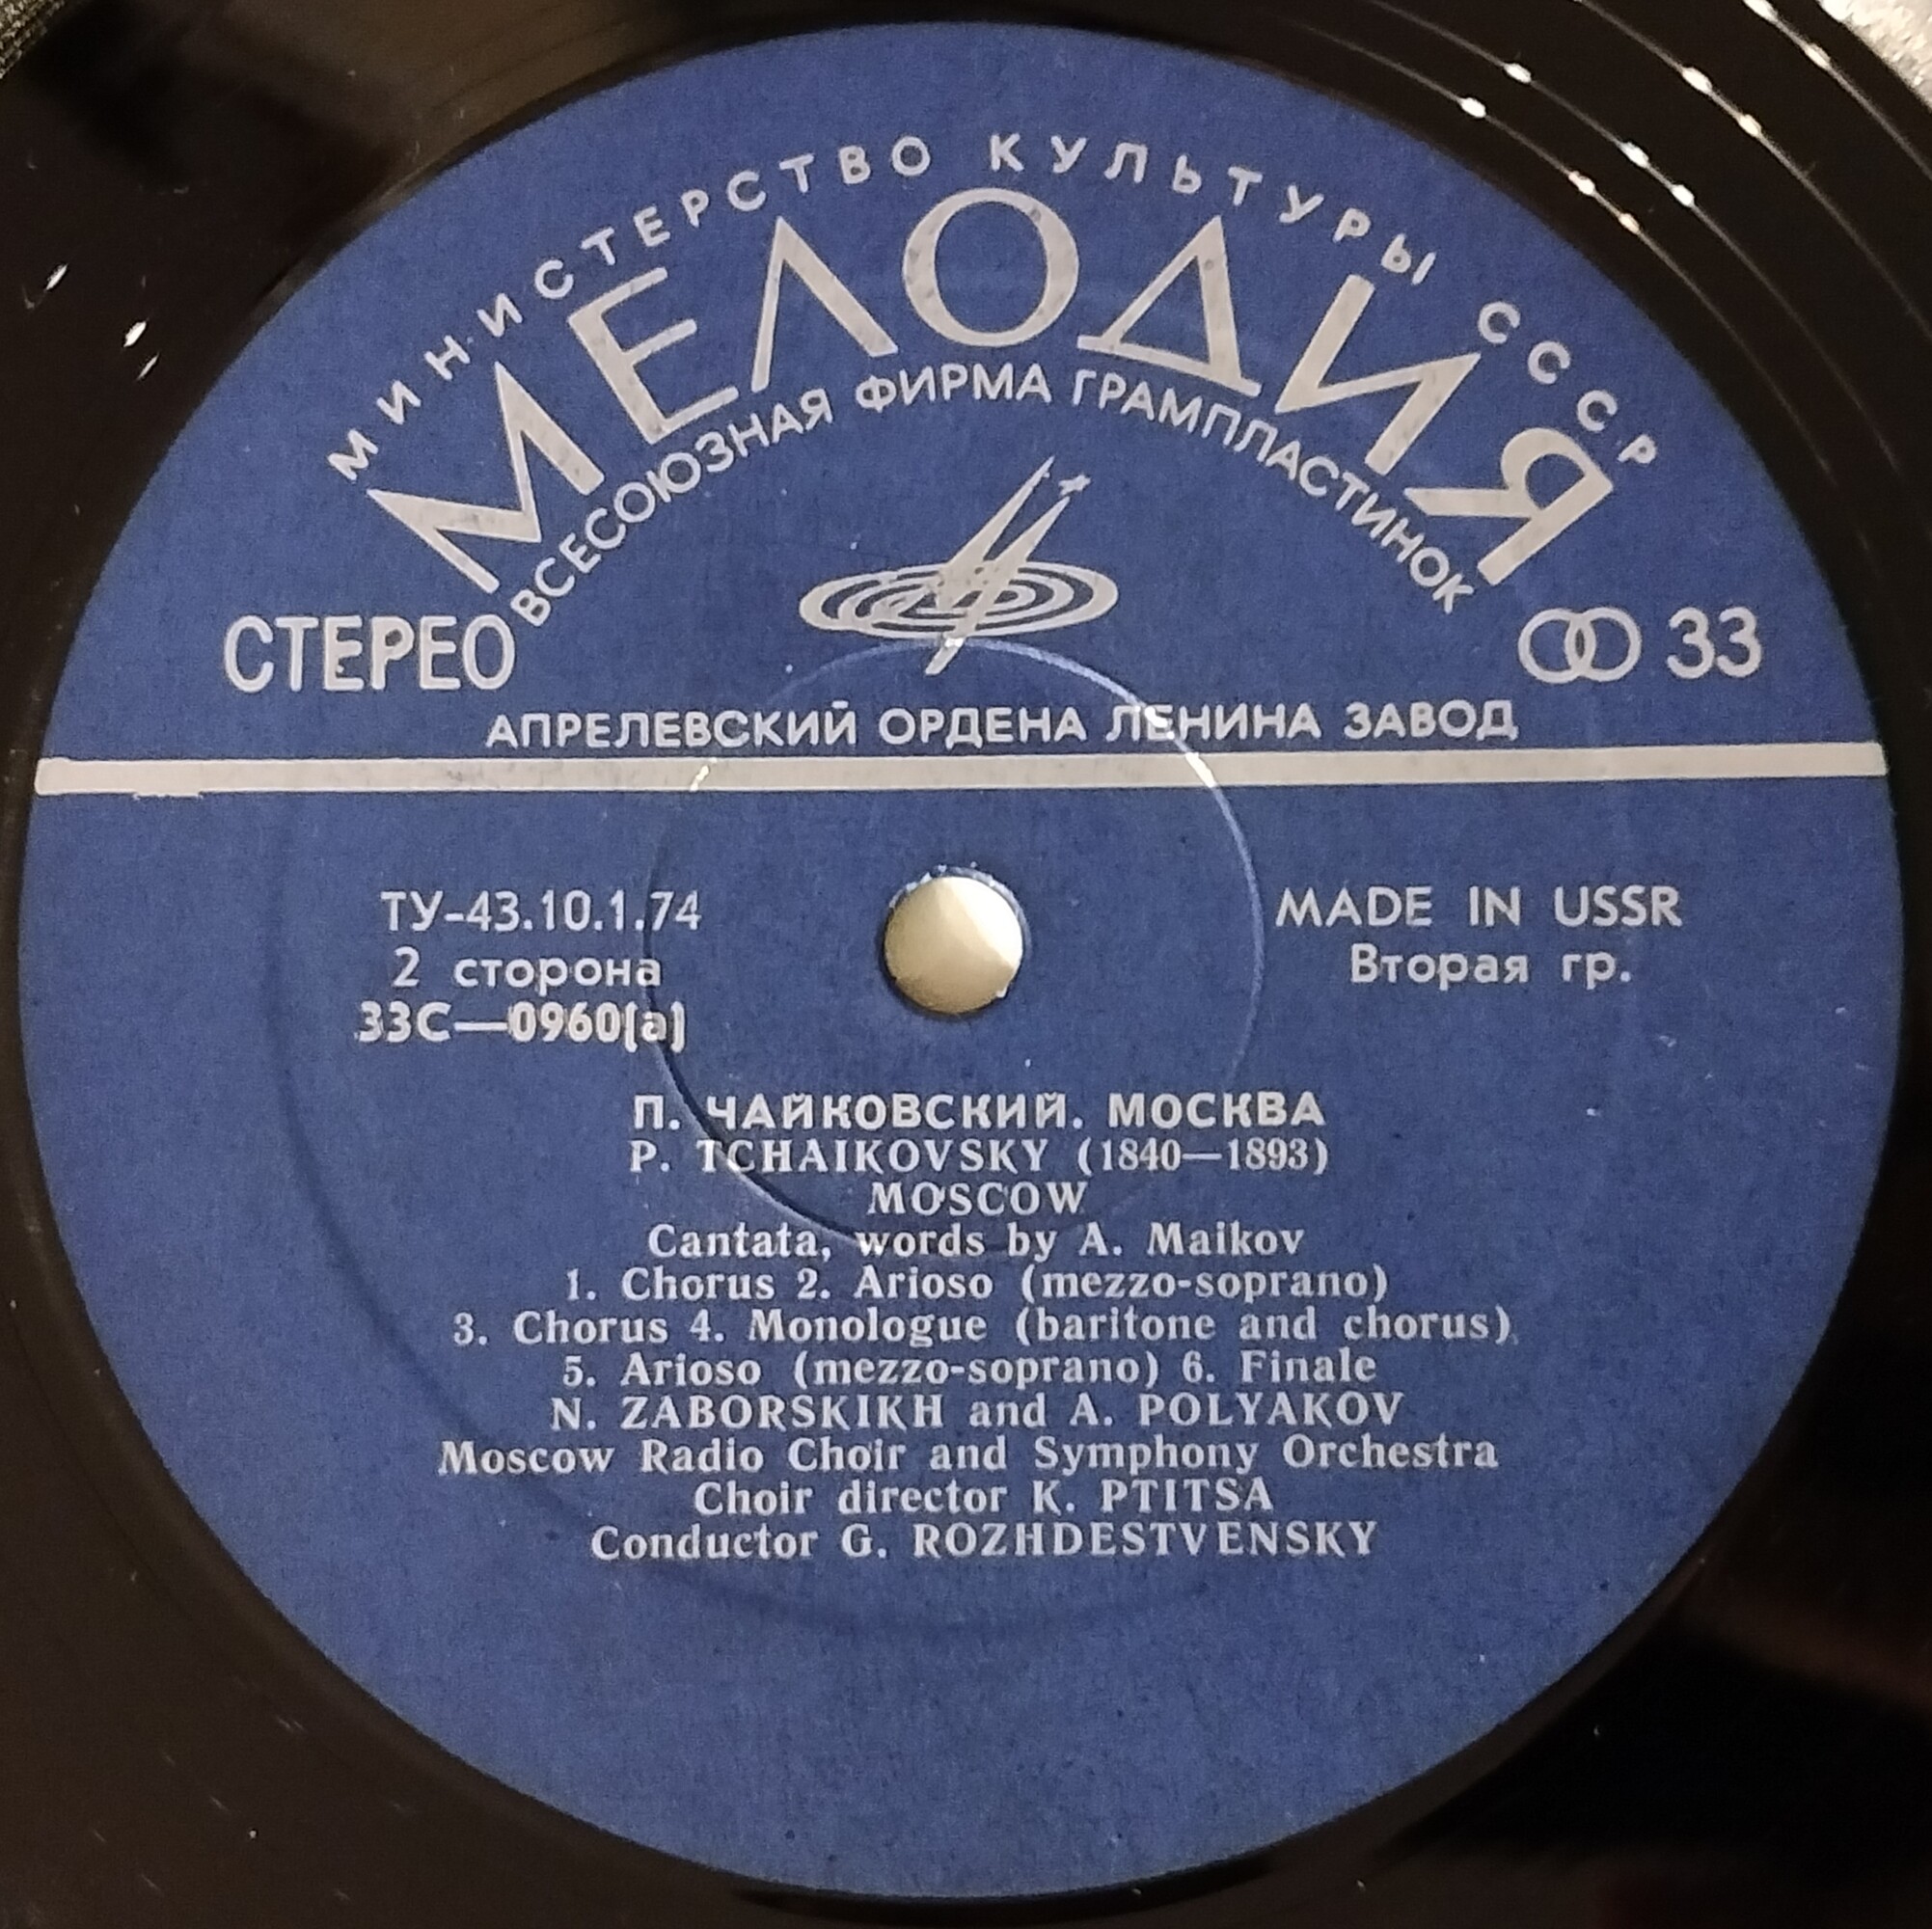 МИНИСТЕРСТВО КУЛЬТУРЫ СССР
МЕЛОДИЯ
ВСЕСОЮЗНАЯ ФИРМА ГРАМПЛАСТИНОК
СТЕРЕО
33
АПРЕЛЕВСКИЙ ОРДЕНА ЛЕНИНА ЗАВОД
ТУ-43.10.1.74
2 сторона
33С—0960(а)
MADE IN USSR
Вторая гр.
П. ЧАЙКОВСКИЙ. МОСКВА
P. TCHAIKOVSKY (1840—1893)
MOSCOW
Cantata, words by A. Maikov
1. Chorus 2. Arioso (mezzo-soprano)
3. Chorus 4. Monologue (baritone and chorus)
5. Arioso (mezzo-soprano) 6. Finale
N. ZABORSKIKH and A. POLYAKOV
Moscow Radio Choir and Symphony Orchestra
Choir director K. PTITSA
Conductor G. ROZHDESTVENSKY